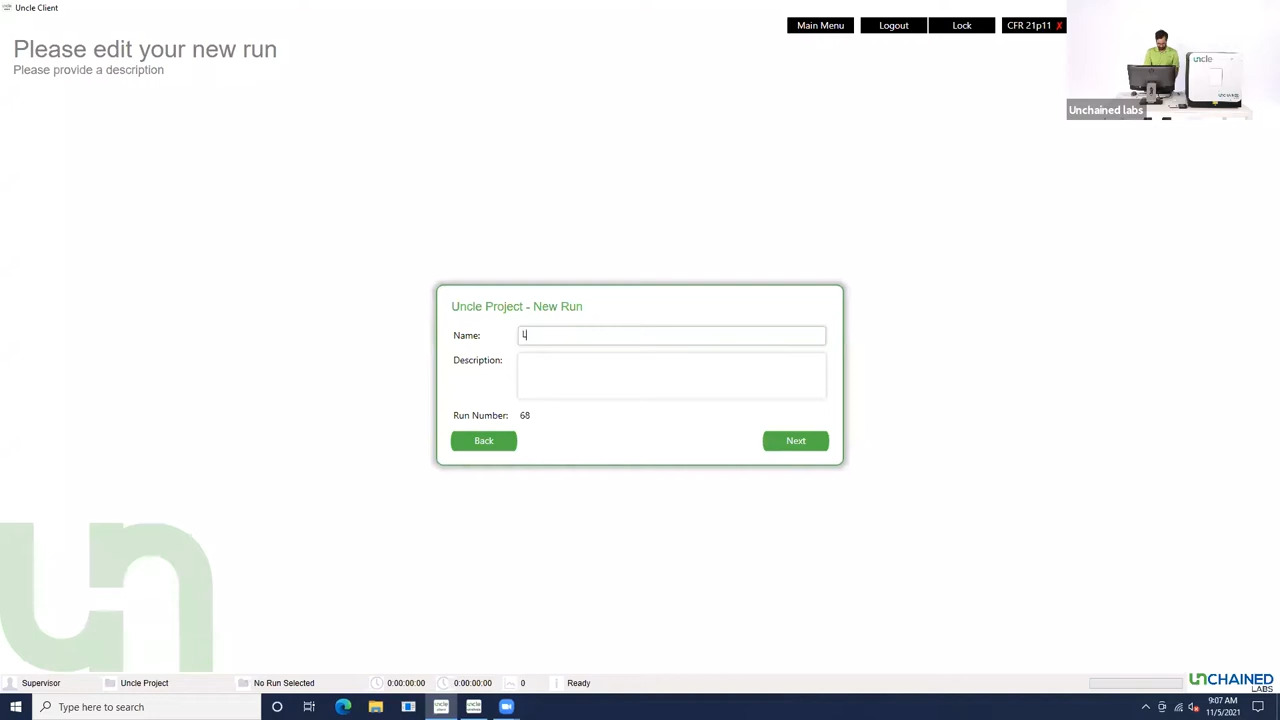 Uncle Client
Main Menu
Logout
Lock
CFR 21p11 ✗
Please edit your new run
Please provide a description
uncle
UNCHAINED
Unchained labs
Uncle Project - New Run
Name:
Description:
Run Number: 68
Back
Next
un
Supervisor
Uncle Project
No Run Selected
0:00:00:00
0:00:00:00
0
Ready
UNCHAINED
LABS
Type here to search
9:07 AM
11/5/2021